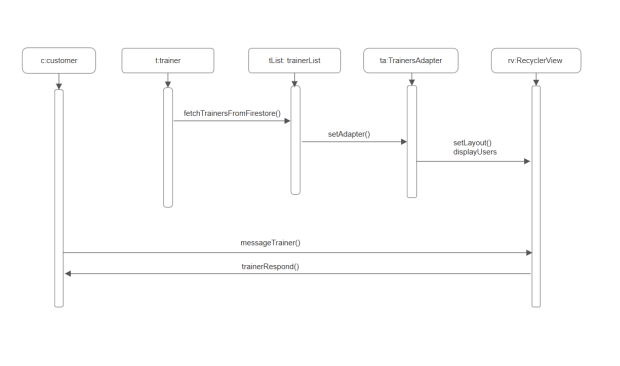 c:customer
t:trainer
tList: trainerList
ta:TrainersAdapter
rv:RecyclerView
fetchTrainersFromFirestore()
setAdapter()
setLayout()
displayUsers
messageTrainer()
trainerRespond()